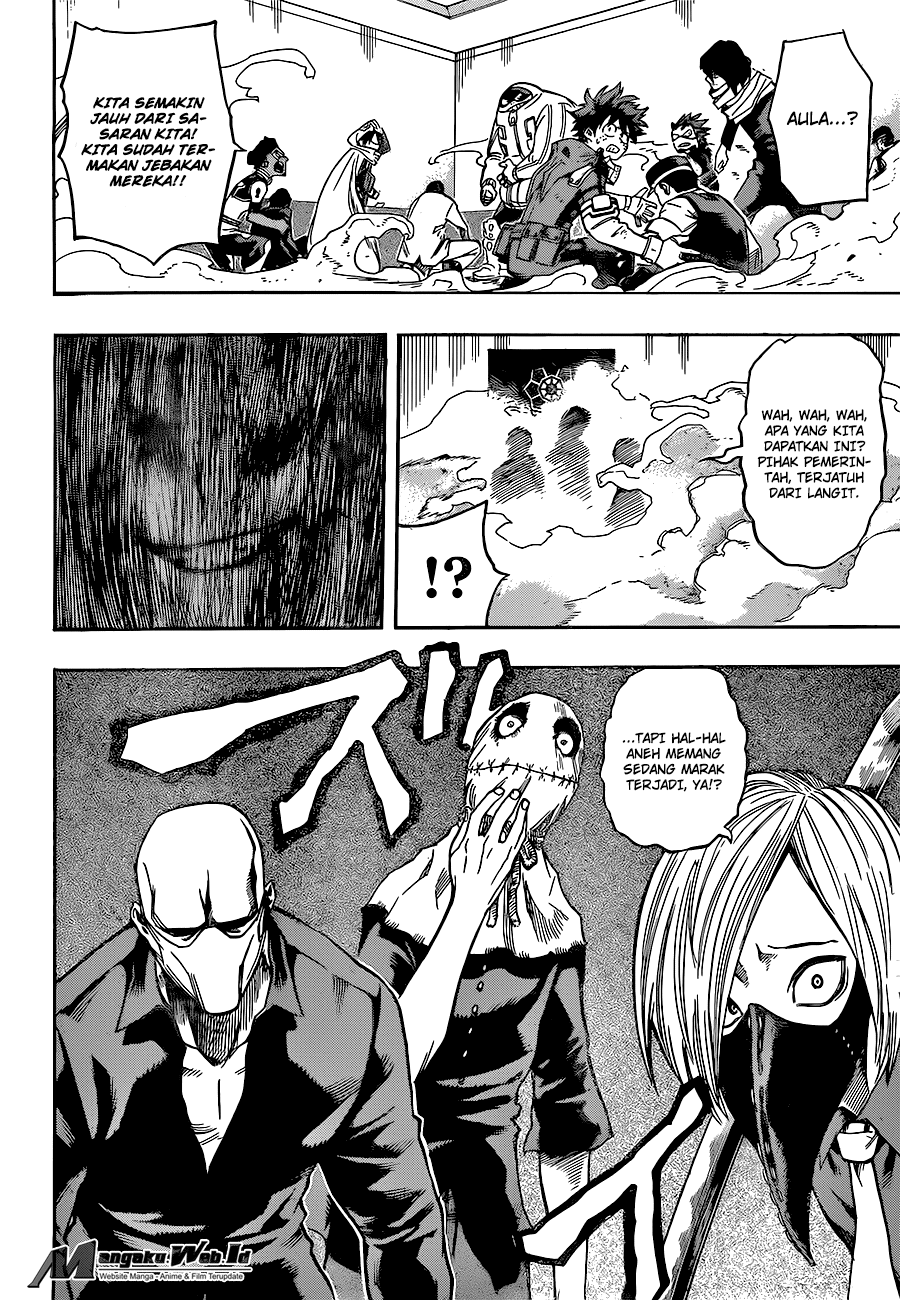 AULA...?
KITA SEMAKIN
JAUH DARI SA-
SARAN KITA!
KITA SUDAH TER-
MAKAN JEBAKAN
MEREKA!!
WAH, WAH, WAH,
APA YANG KITA
DAPATKAN INI?
PIHAK PEMERIN-
TAH, TERJATUH
DARI LANGIT.
!?
...TAPI HAL-HAL
ANEH MEMANG
SEDANG MARAK
TERJADI, YA!?
Mangaku.Web.Id
Website Manga - Anime & Film Terupdate